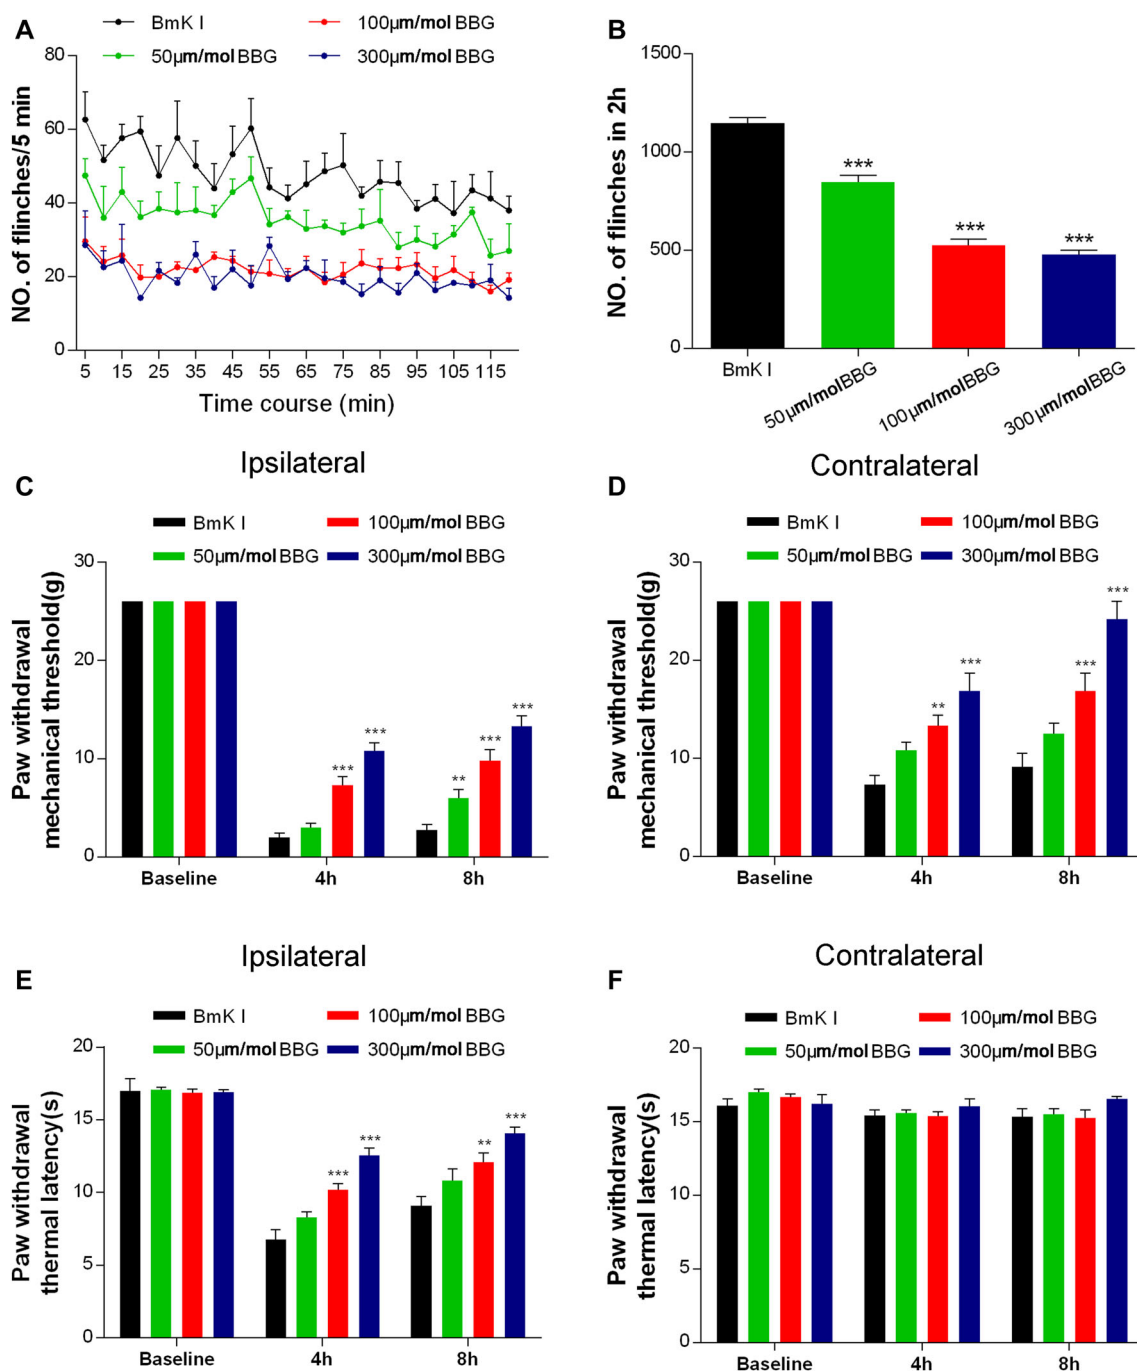 A
BmK I
100µm/mol BBG
50µm/mol BBG
300µm/mol BBG
NO. of flinches/5 min
80
60
40
20
0
5 15 25 35 45 55 65 75 85 95 105 115
Time course (min)
B
NO. of flinches in 2h
1500
1000
500
0
***
***
***
BmK I
50µm/molBBG
100µm/molBBG
300µm/molBBG
Ipsilateral
C
BmK I
100µm/mol BBG
50µm/mol BBG
300µm/mol BBG
Paw withdrawal
mechanical threshold(g)
30
20
10
0
***
***
**
***
***
Baseline 4h 8h
Contralateral
D
BmK I
100µm/mol BBG
50µm/mol BBG
300µm/mol BBG
Paw withdrawal
mechanical threshold(g)
30
20
10
0
**
***
***
***
Baseline 4h 8h
Ipsilateral
E
BmK I
100µm/mol BBG
50µm/mol BBG
300µm/mol BBG
Paw withdrawal
thermal latency(s)
20
15
10
5
0
***
***
**
***
Baseline 4h 8h
Contralateral
F
BmK I
100µm/mol BBG
50µm/mol BBG
300µm/mol BBG
Paw withdrawal
thermal latency(s)
20
15
10
5
0
Baseline 4h 8h